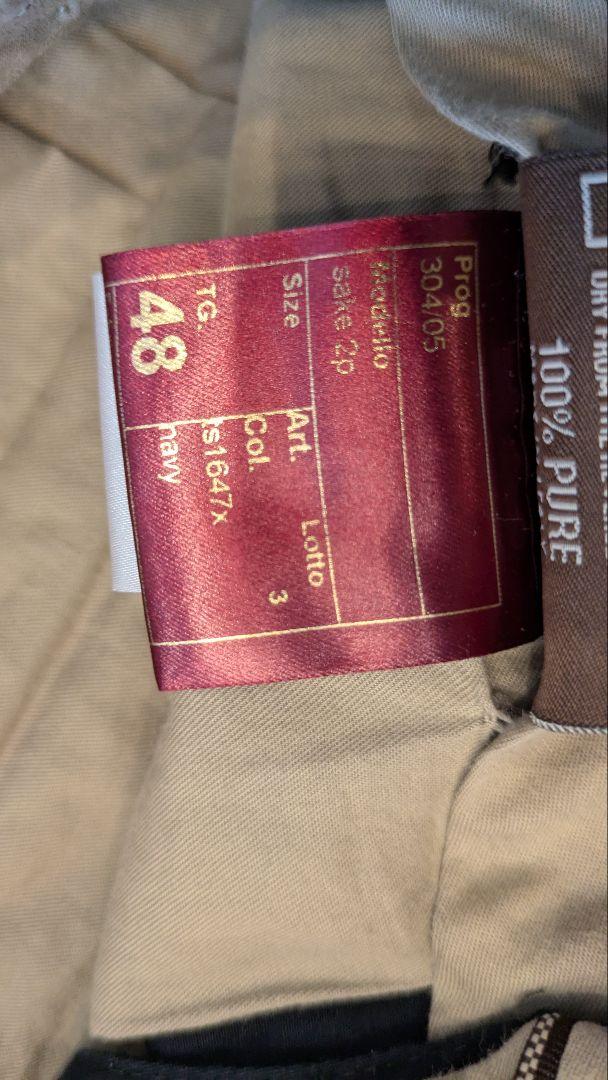 Prog
304/05
Modello
sake 2p
Size
TG.
48
Lotto
3
Art.
Col.
ts1647x
navy
100% PURE